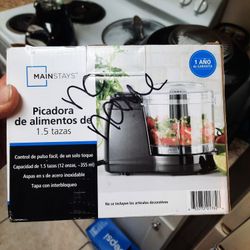 MAINSTAYS
1 AÑO
Picadora
de alimentos de
1.5 tazas
no
Control de pulso fácil, de un solo toque
Capacidad de 1.5 tazas (12 onzas, ~355 ml)
Aspas en s de acero inoxidable
Tapa con interbloqueo
No se incluyen los artículos decorativos